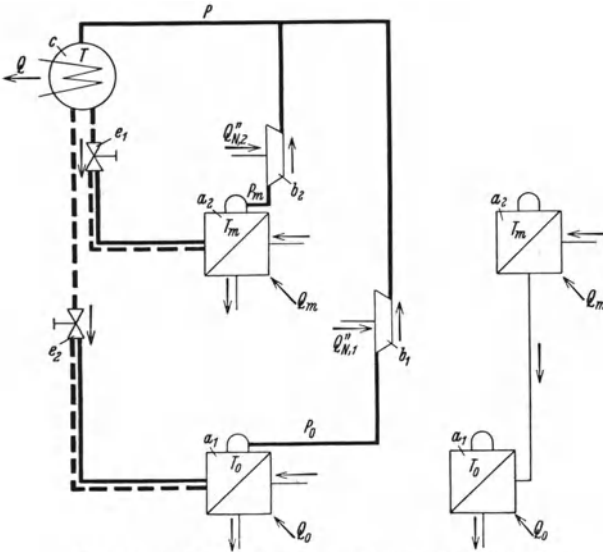 P
c
T
Q
e₁
Q″N,2
Pm
b₂
a₂
Tm
Qm
e₂
Q″N,1
b₁
P₀
a₁
T₀
Q₀
a₂
Tm
Qm
a₁
T₀
Q₀